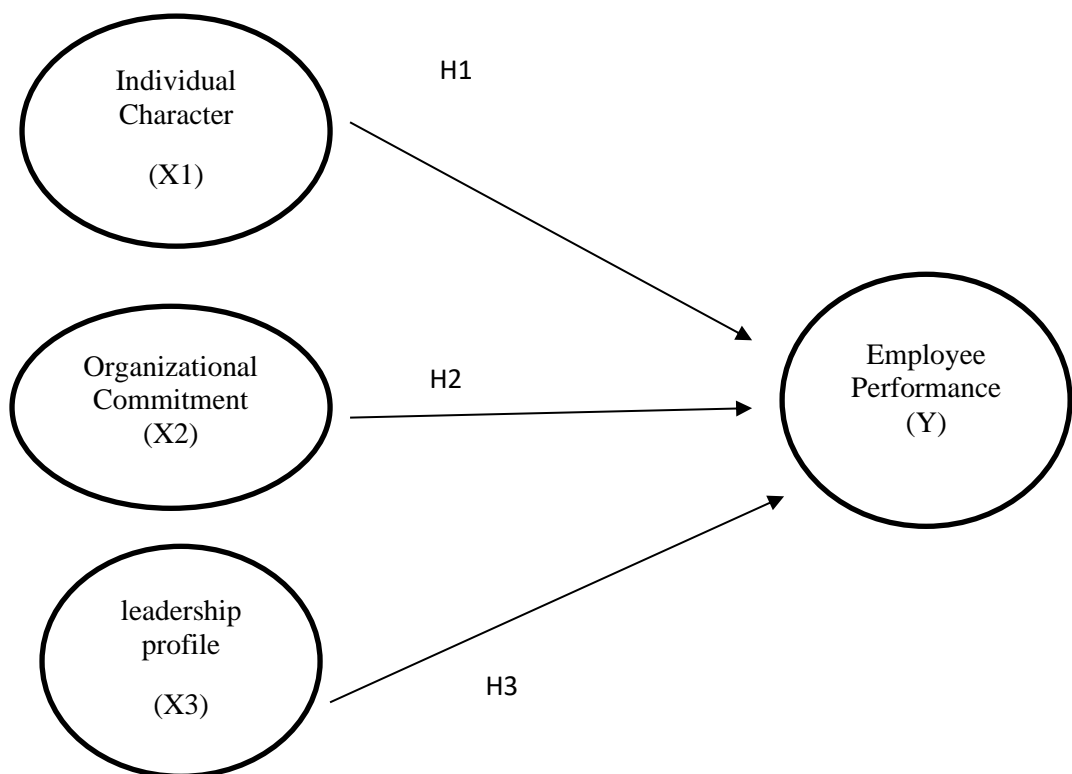 Individual
Character
(X1)
H1
Organizational
Commitment
(X2)
H2
Employee
Performance
(Y)
leadership
profile
(X3)
H3